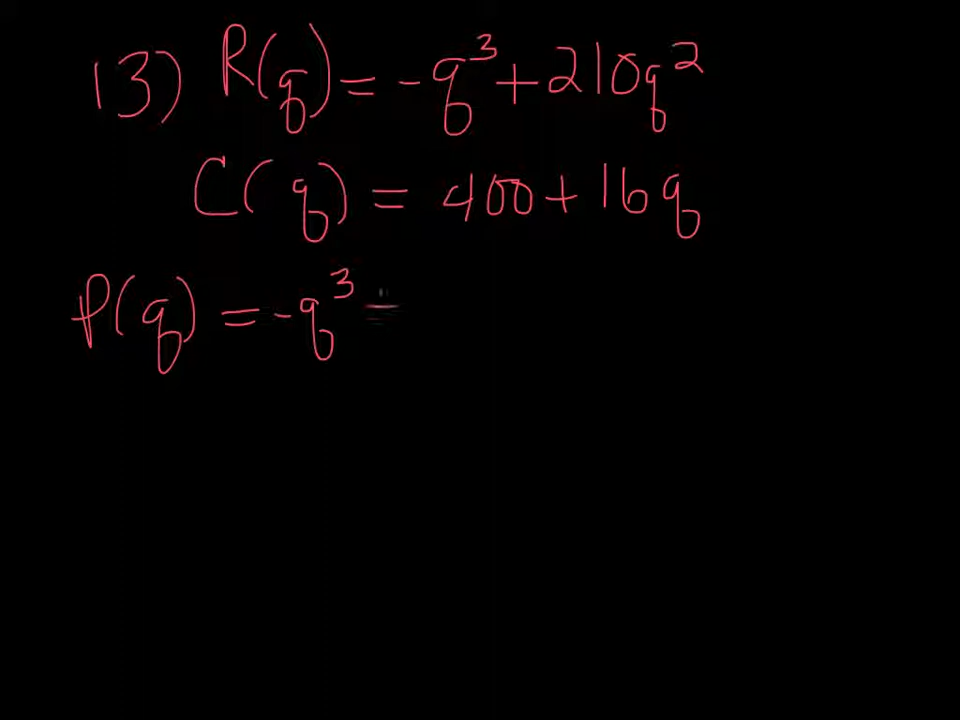 13) R(q) = -q³+210q²
C(q) = 400+16q
P(q) = -q³